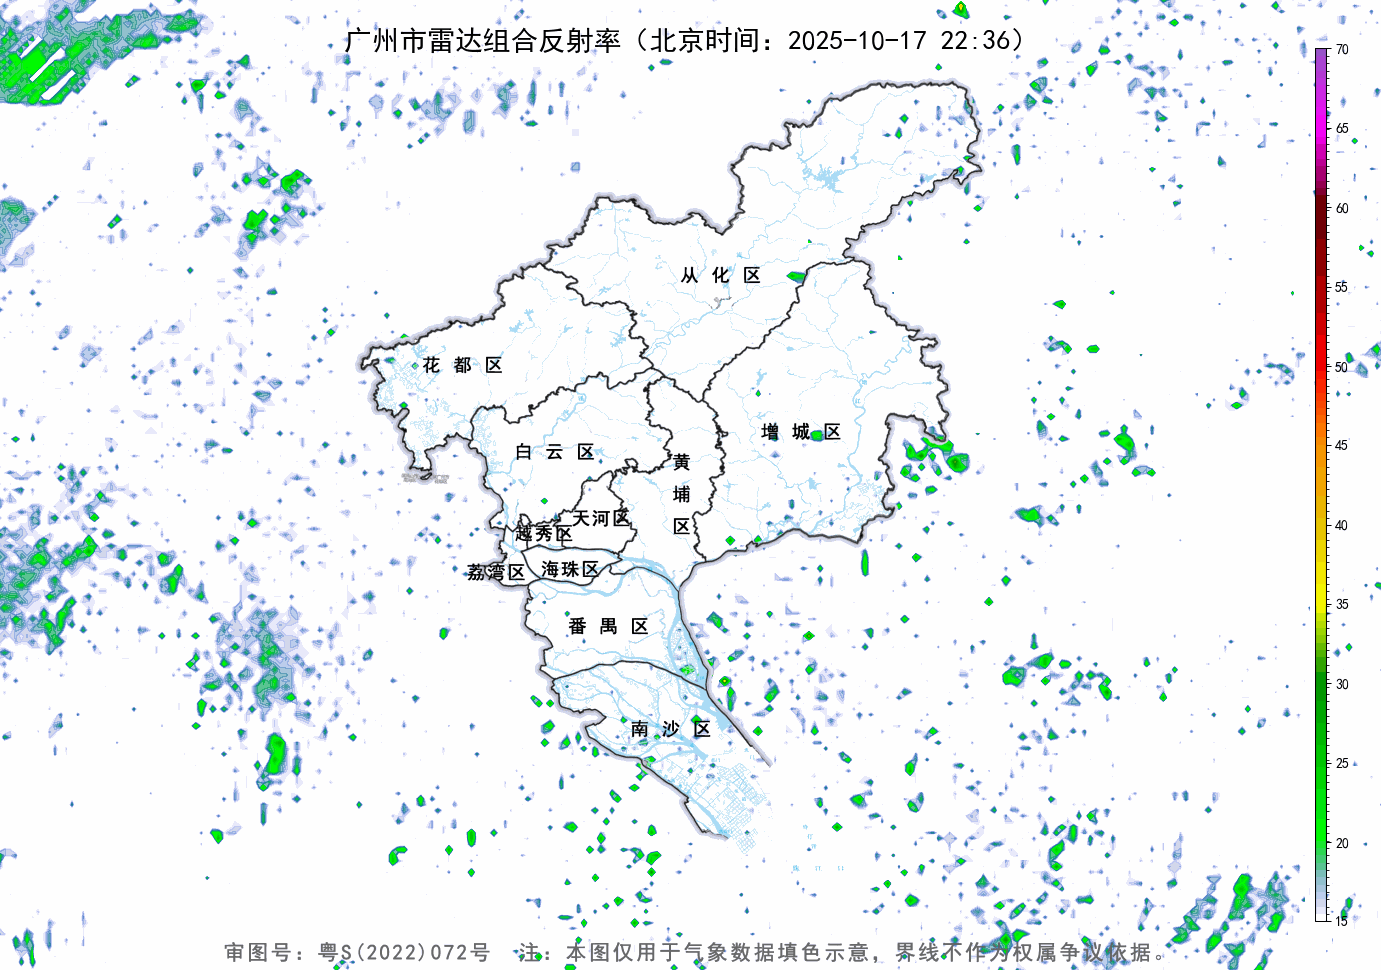 广州市雷达组合反射率（北京时间：2025-10-17 22:36）
70
65
60
55
50
45
40
35
30
25
20
15
从化区
花都区
增城区
白云区
黄埔区
天河区
越秀区
海珠区
荔湾区
番禺区
南沙区
审图号：粤S(2022)072号 注：本图仅用于气象数据填色示意，界线不作为权属争议依据。